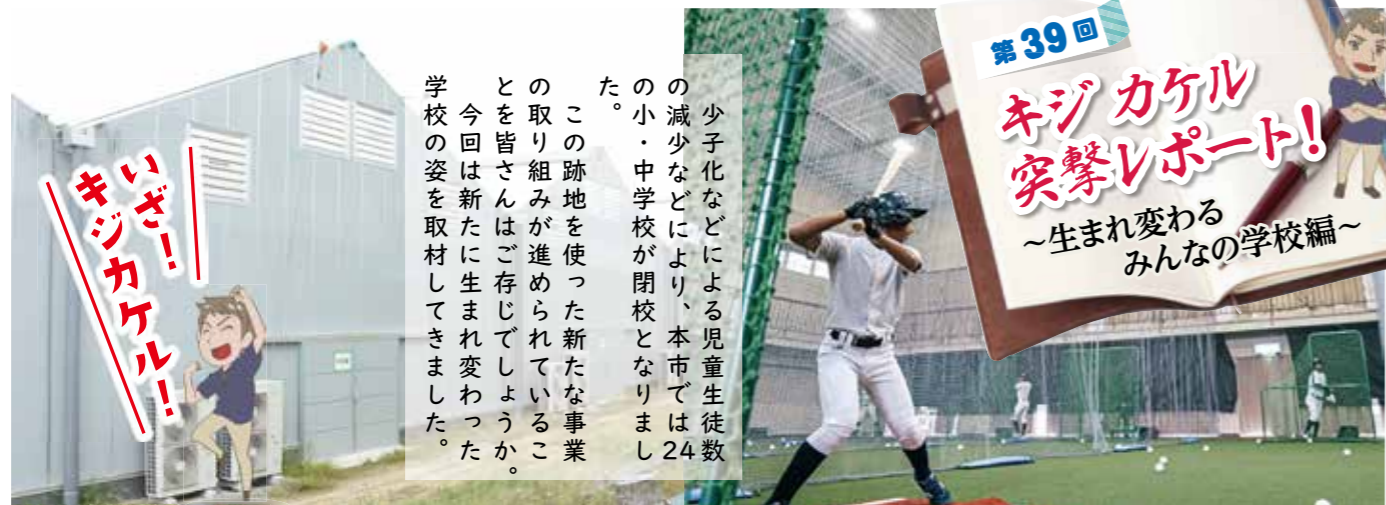 第39回
キジ カケル
突撃レポート!
~生まれ変わる
みんなの学校編~
少子化などによる児童生徒数
の減少などにより、本市では24
の小・中学校が閉校となりまし
た。
この跡地を使った新たな事業
の取り組みが進められているこ
とを皆さんはご存じでしょうか。
今回は新たに生まれ変わった
学校の姿を取材してきました。
いざ!
キジカケル!